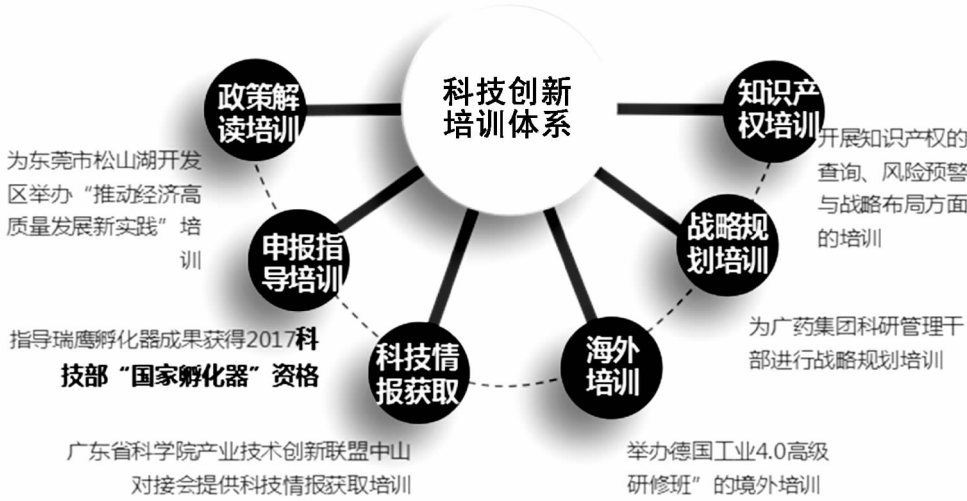 科技创新
培训体系
政策解
读培训
为东莞市松山湖开发
区举办“推动经济高
质量发展新实践”培
训
申报指
导培训
指导瑞鹰孵化器成果获得2017科
技部“国家孵化器”资格
科技情
报获取
广东省科学院产业技术创新联盟中山
对接会提供科技情报获取培训
海外
培训
举办德国工业4.0高级
研修班”的境外培训
战略规
划培训
为广药集团科研管理干
部进行战略规划培训
知识产
权培训
开展知识产权的
查询、风险预警
与战略布局方面
的培训